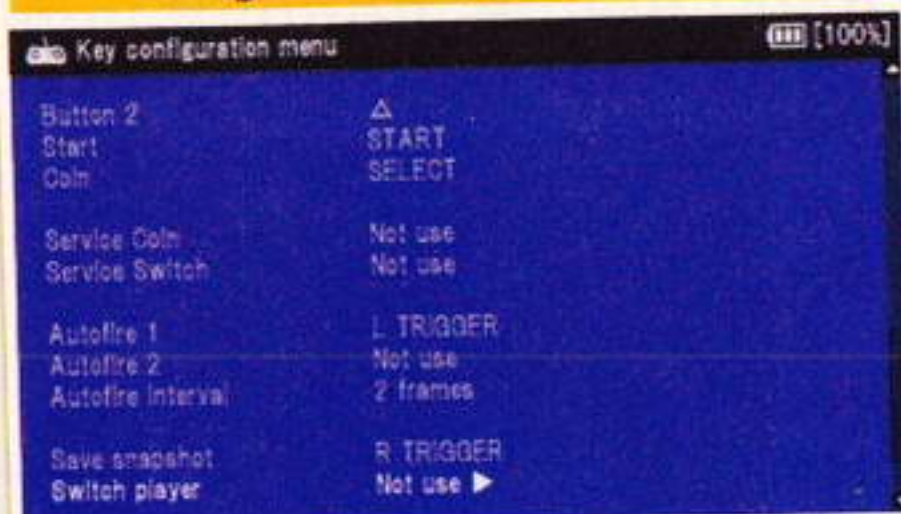 Key configuration menu [100%]
Button 2 △
Start START
Coin SELECT
Service Coin Not use
Service Switch Not use
Autofire 1 L TRIGGER
Autofire 2 Not use
Autofire Interval 2 frames
Save snapshot R TRIGGER
Switch player Not use ▶